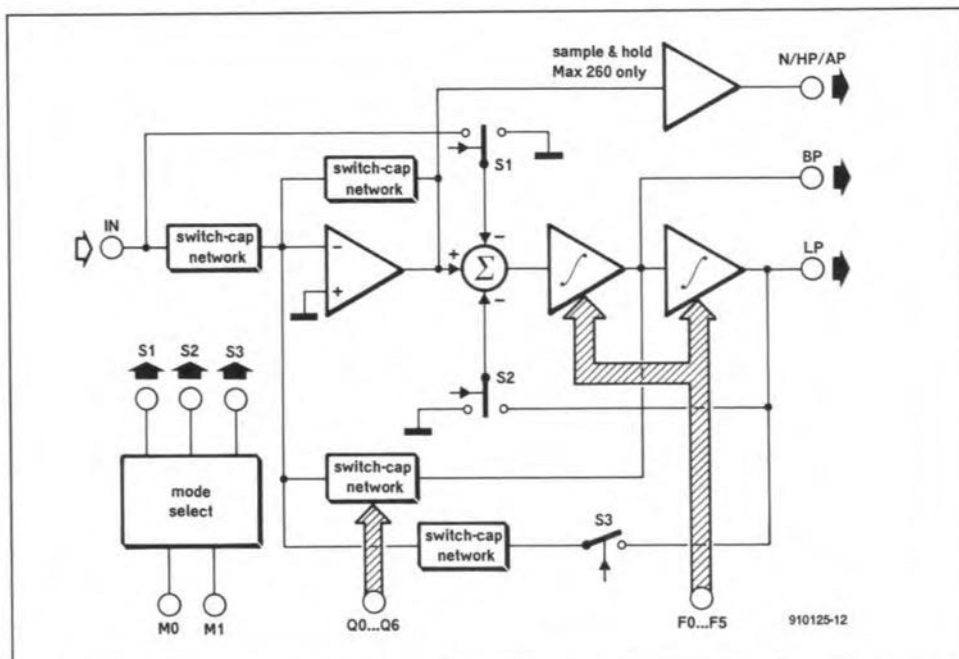 sample & hold
Max 260 only
N/HP/AP
S1
BP
switch-cap
network
IN
switch-cap
network
LP
−
+
+
−
Σ
−
∫
∫
S1
S2
S3
S2
mode
select
switch-cap
network
switch-cap
network
S3
M0
M1
Q0...Q6
F0...F5
910125-12